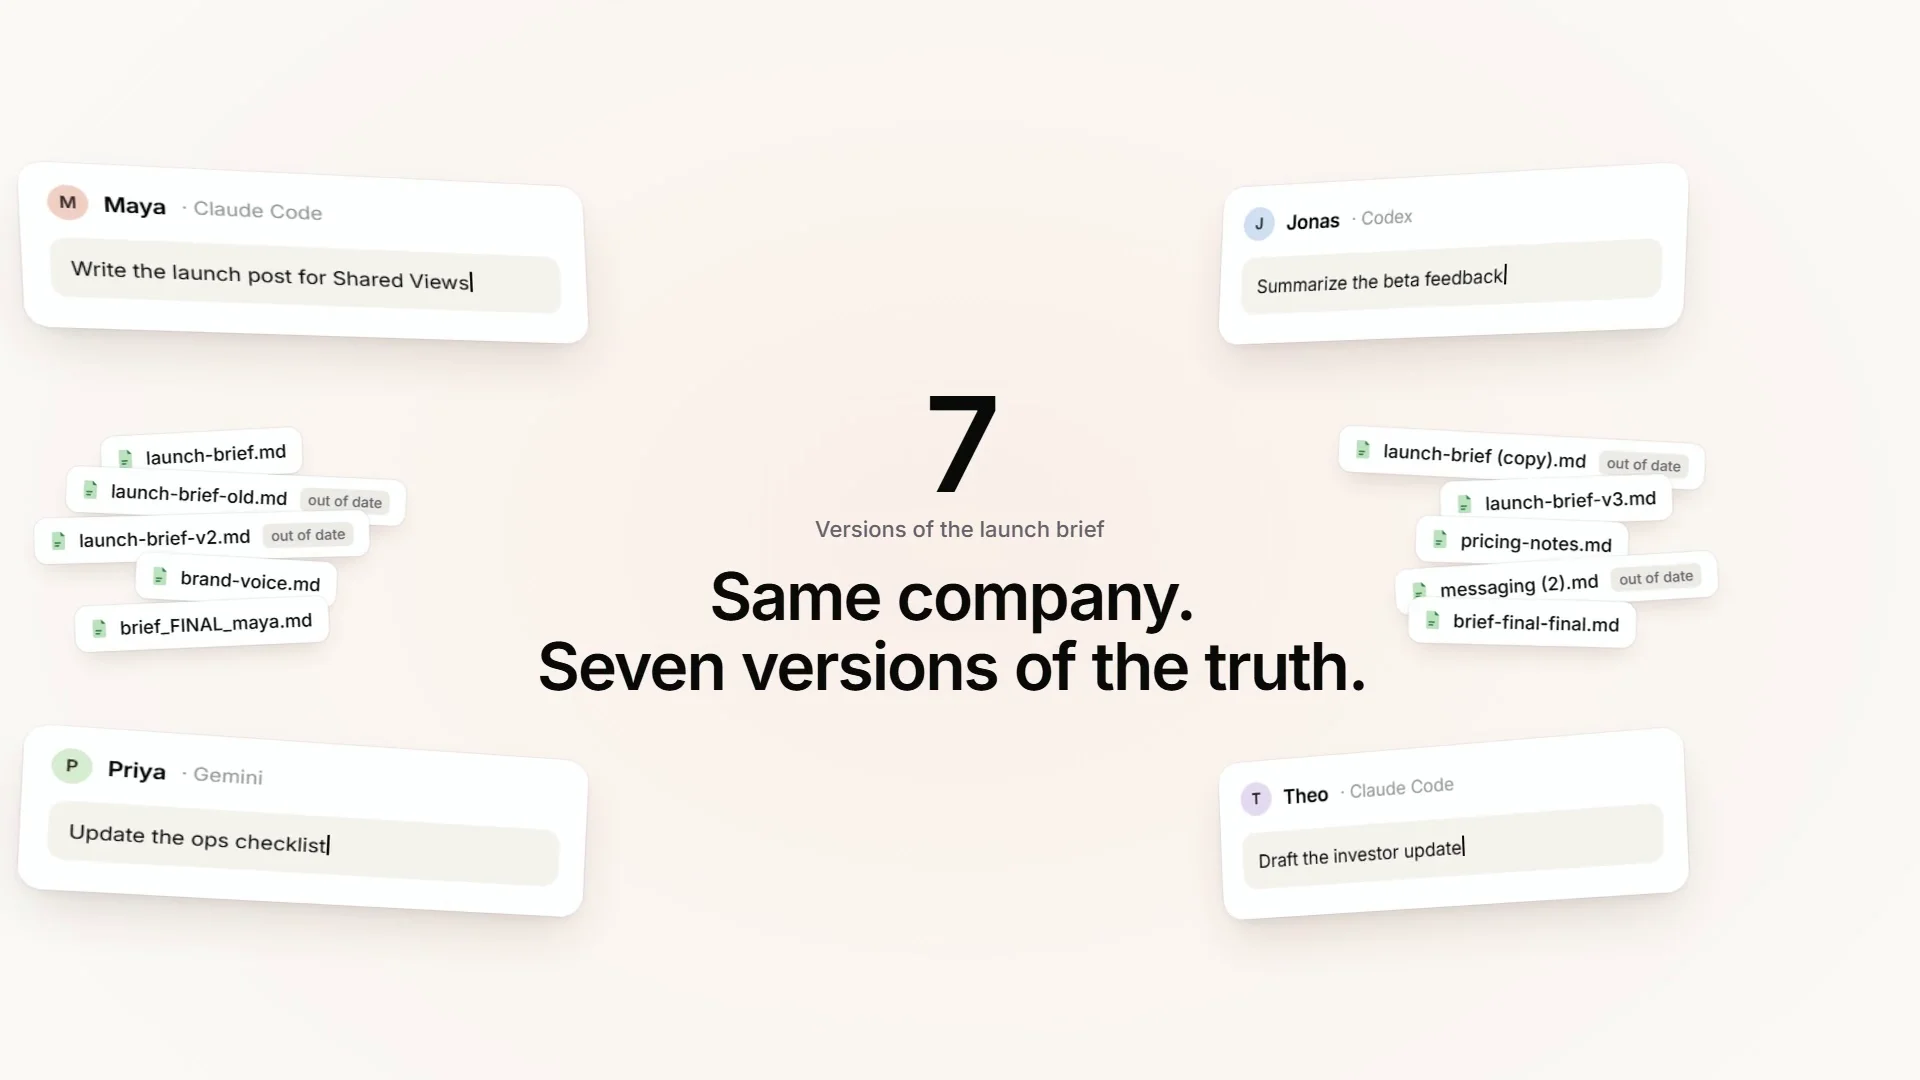 M Maya · Claude Code
Write the launch post for Shared Views
J Jonas · Codex
Summarize the beta feedback
launch-brief.md
launch-brief-old.md out of date
launch-brief-v2.md out of date
brand-voice.md
brief_FINAL_maya.md
7
Versions of the launch brief
Same company.
Seven versions of the truth.
launch-brief (copy).md out of date
launch-brief-v3.md
pricing-notes.md
messaging (2).md out of date
brief-final-final.md
P Priya · Gemini
Update the ops checklist
T Theo · Claude Code
Draft the investor update